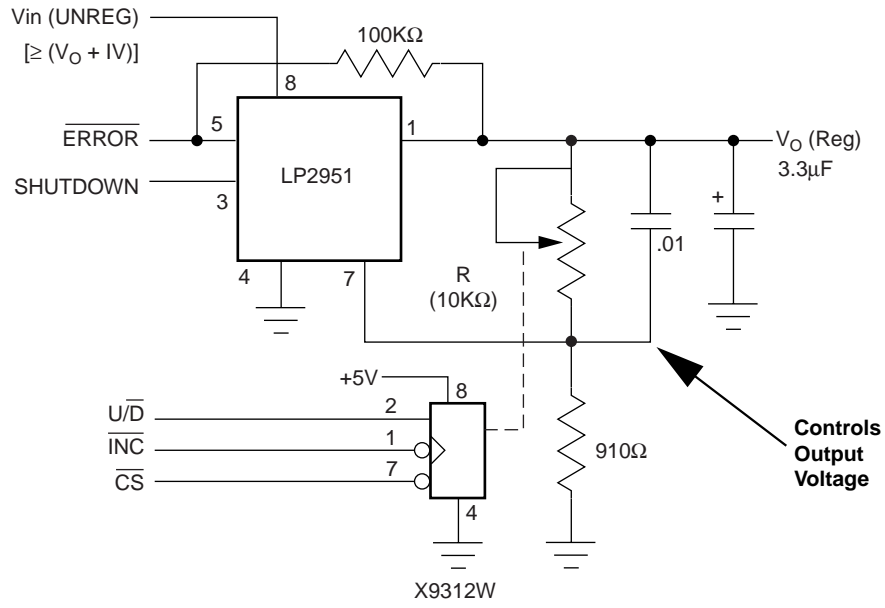 Vin (UNREG)
[≥ (VO + IV)]
100KΩ
8
ERROR
5
1
VO (Reg)
3.3µF
LP2951
SHUTDOWN
3
+
.01
4
7
R
(10KΩ)
+5V
8
U/D
2
INC
1
CS
7
910Ω
Controls
Output
Voltage
4
X9312W